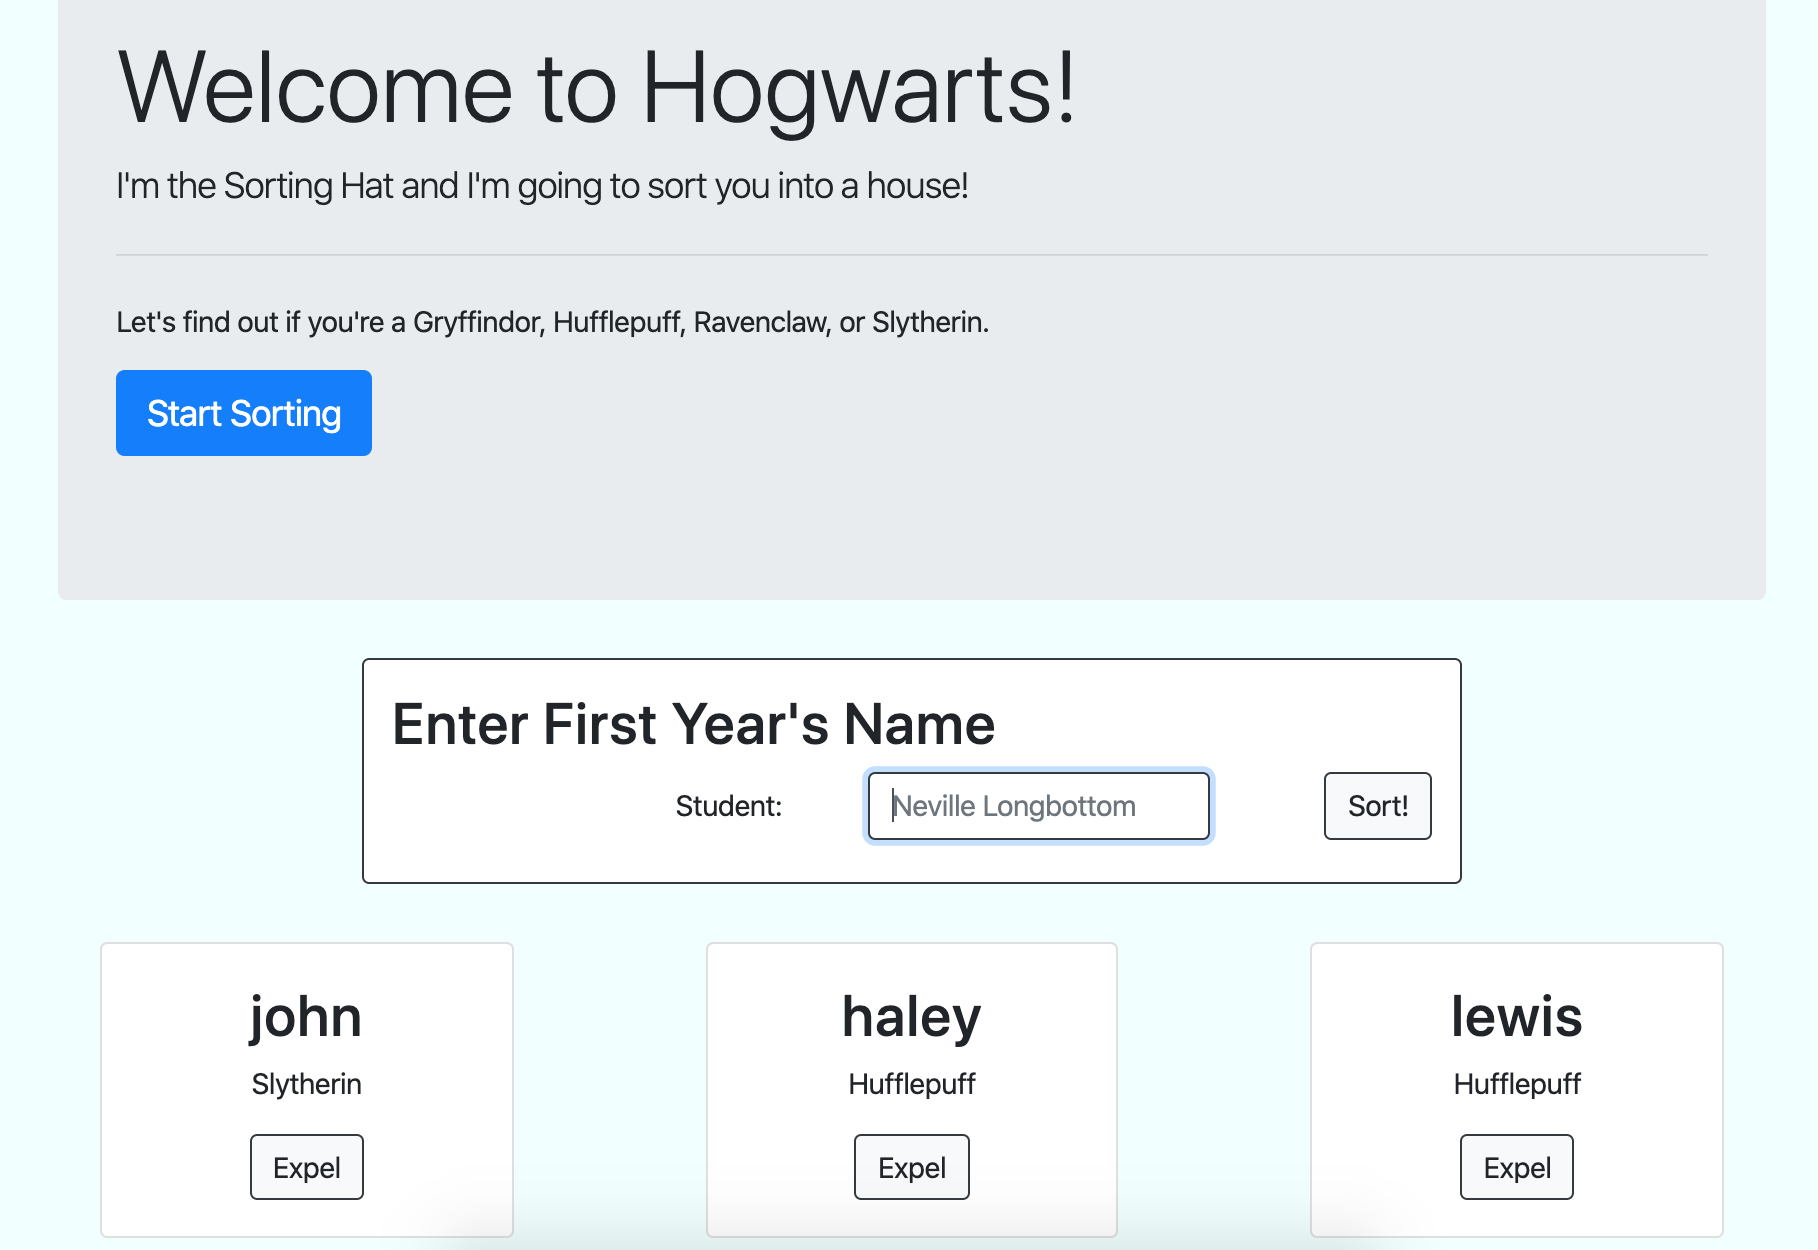 Welcome to Hogwarts!
I'm the Sorting Hat and I'm going to sort you into a house!
Let's find out if you're a Gryffindor, Hufflepuff, Ravenclaw, or Slytherin.
Start Sorting
Enter First Year's Name
Student: Neville Longbottom Sort!
john haley lewis
Slytherin Hufflepuff Hufflepuff
Expel Expel Expel